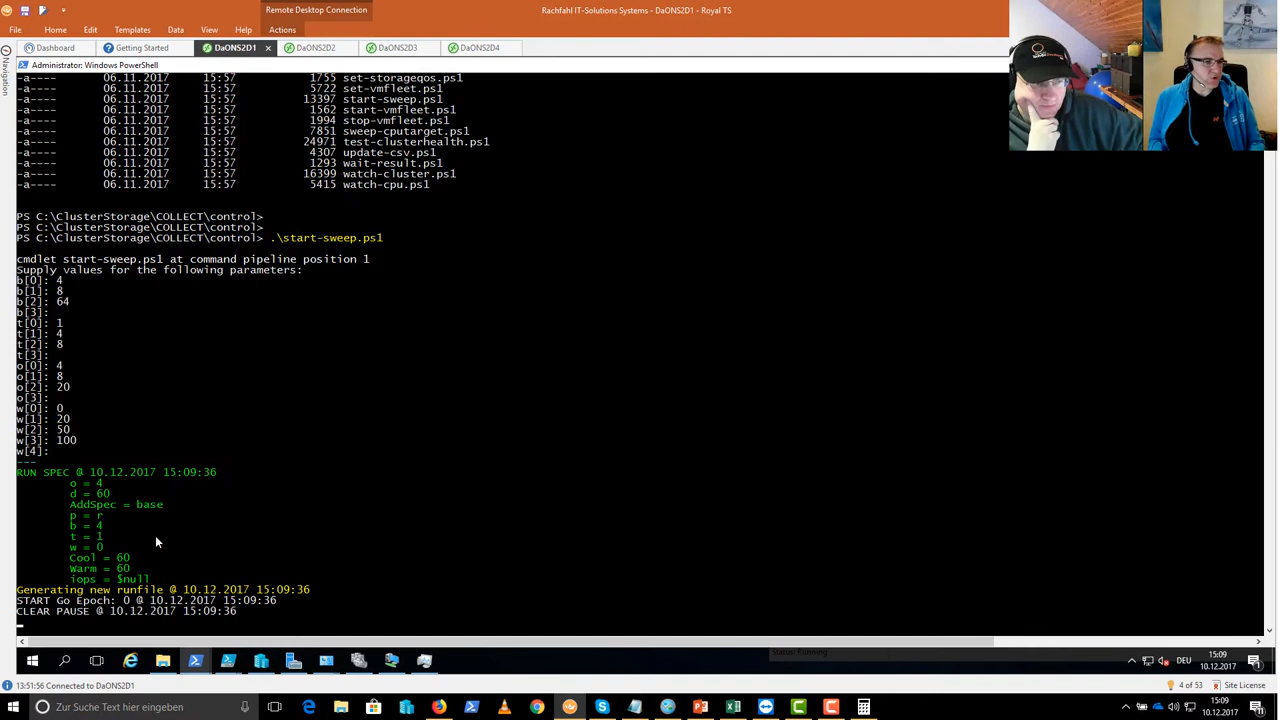 Remote Desktop Connection
Rachfahl IT-Solutions Systems - DaONS2D1 - Royal TS
File Home Edit Templates Data View Help Actions
Dashboard Getting Started DaONS2D1 DaONS2D2 DaONS2D3 DaONS2D4
Navigation
Administrator: Windows PowerShell
-a---- 06.11.2017 15:57 1755 set-storageqos.ps1
-a---- 06.11.2017 15:57 5722 set-vmfleet.ps1
-a---- 06.11.2017 15:57 13397 start-sweep.ps1
-a---- 06.11.2017 15:57 1562 start-vmfleet.ps1
-a---- 06.11.2017 15:57 1994 stop-vmfleet.ps1
-a---- 06.11.2017 15:57 7851 sweep-cputarget.ps1
-a---- 06.11.2017 15:57 24971 test-clusterhealth.ps1
-a---- 06.11.2017 15:57 4307 update-csv.ps1
-a---- 06.11.2017 15:57 1293 wait-result.ps1
-a---- 06.11.2017 15:57 16399 watch-cluster.ps1
-a---- 06.11.2017 15:57 5415 watch-cpu.ps1
PS C:\ClusterStorage\COLLECT\control>
PS C:\ClusterStorage\COLLECT\control>
PS C:\ClusterStorage\COLLECT\control> .\start-sweep.ps1
cmdlet start-sweep.ps1 at command pipeline position 1
Supply values for the following parameters:
b[0]: 4
b[1]: 8
b[2]: 64
b[3]:
t[0]: 1
t[1]: 4
t[2]: 8
t[3]:
o[0]: 4
o[1]: 8
o[2]: 20
o[3]:
w[0]: 0
w[1]: 20
w[2]: 50
w[3]: 100
w[4]:
---
RUN SPEC @ 10.12.2017 15:09:36
o = 4
d = 60
AddSpec = base
p = r
b = 4
t = 1
w = 0
Cool = 60
Warm = 60
iops = $null
Generating new runfile @ 10.12.2017 15:09:36
START Go Epoch: 0 @ 10.12.2017 15:09:36
CLEAR PAUSE @ 10.12.2017 15:09:36
Status: Running
DEU 15:09
10.12.2017
13:51:56 Connected to DaONS2D1
4 of 53 Site License
Zur Suche Text hier eingeben
15:09
10.12.2017